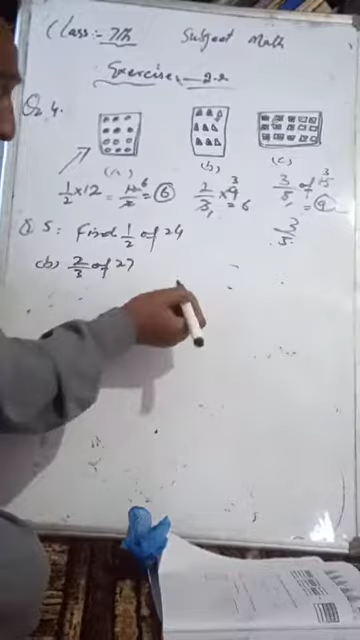 Class:- 7th Subject Math
Exercise, 2.2
Q 4.
(a) (b) (c)
1/2 × 12 = 12/2 = 6 2/3 × 9 = 6 3/5 of 15 = 9
Q 5: Find 1/2 of 24
(b) 2/3 of 27